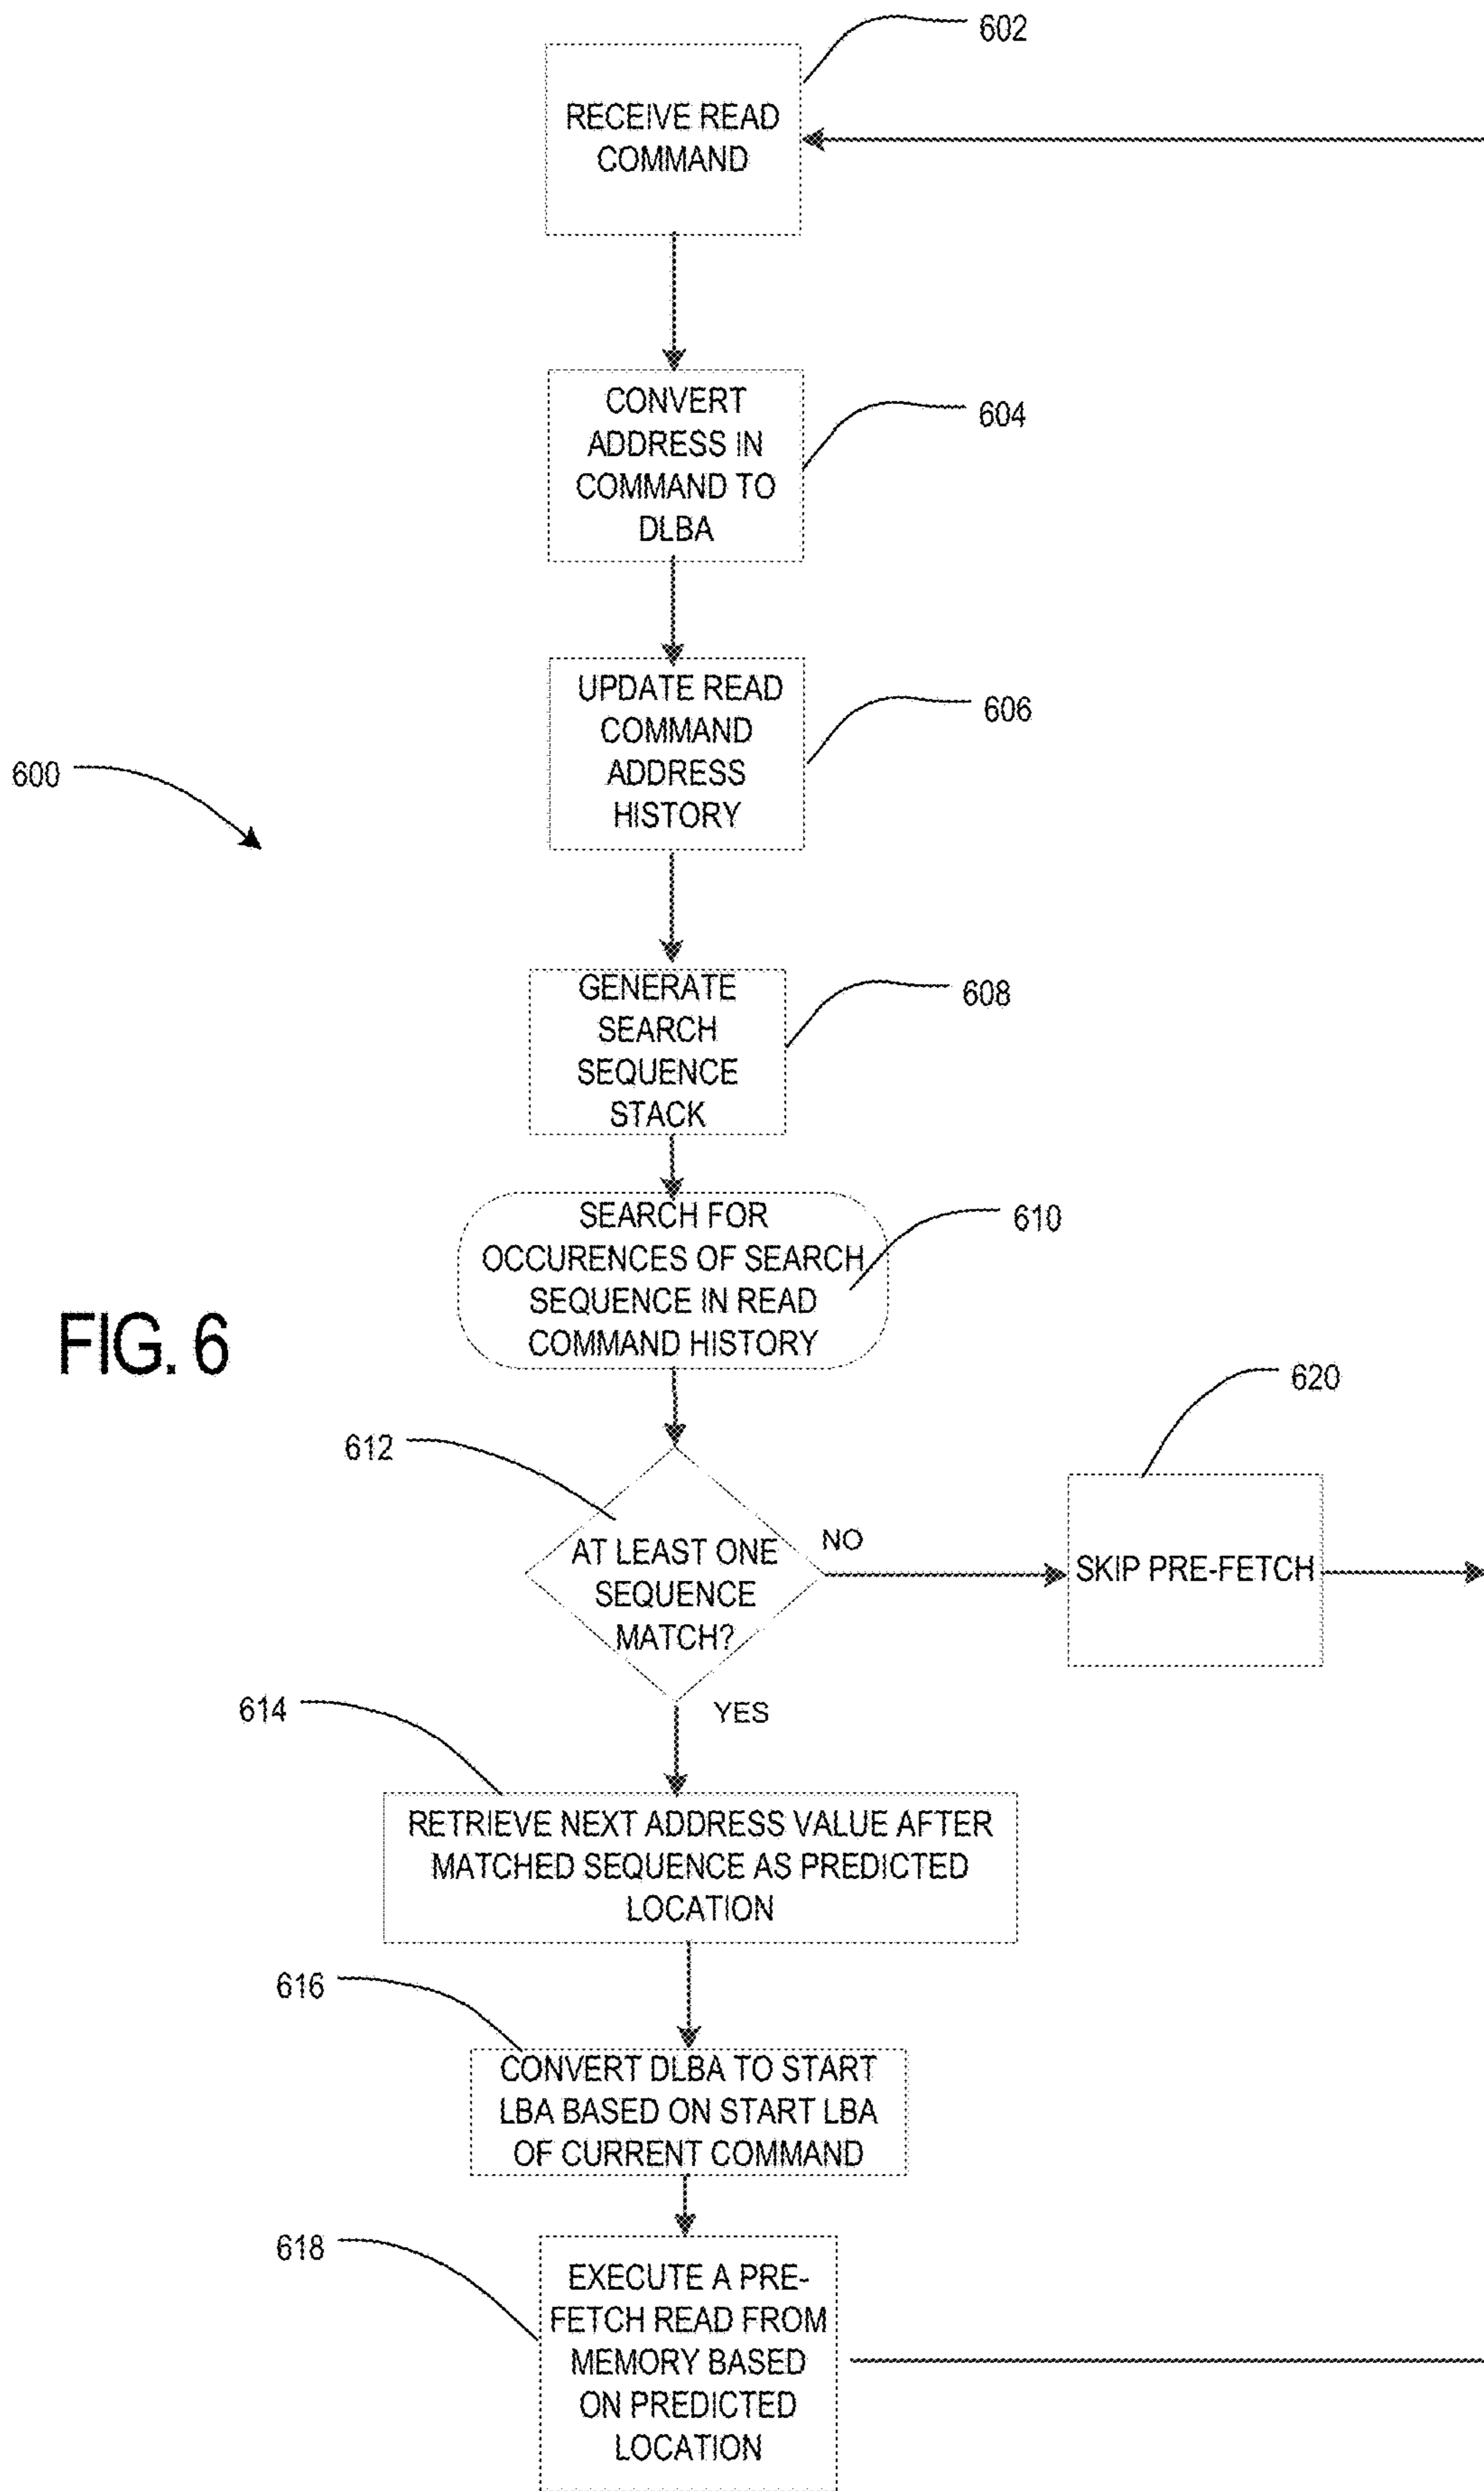 602
RECEIVE READ
COMMAND
CONVERT
ADDRESS IN
COMMAND TO
DLBA
604
UPDATE READ
COMMAND
ADDRESS
HISTORY
606
600
GENERATE
SEARCH
SEQUENCE
STACK
608
SEARCH FOR
OCCURENCES OF SEARCH
SEQUENCE IN READ
COMMAND HISTORY
610
FIG. 6
612
AT LEAST ONE
SEQUENCE
MATCH?
NO
620
SKIP PRE-FETCH
YES
614
RETRIEVE NEXT ADDRESS VALUE AFTER
MATCHED SEQUENCE AS PREDICTED
LOCATION
616
CONVERT DLBA TO START
LBA BASED ON START LBA
OF CURRENT COMMAND
618
EXECUTE A PRE-
FETCH READ FROM
MEMORY BASED
ON PREDICTED
LOCATION